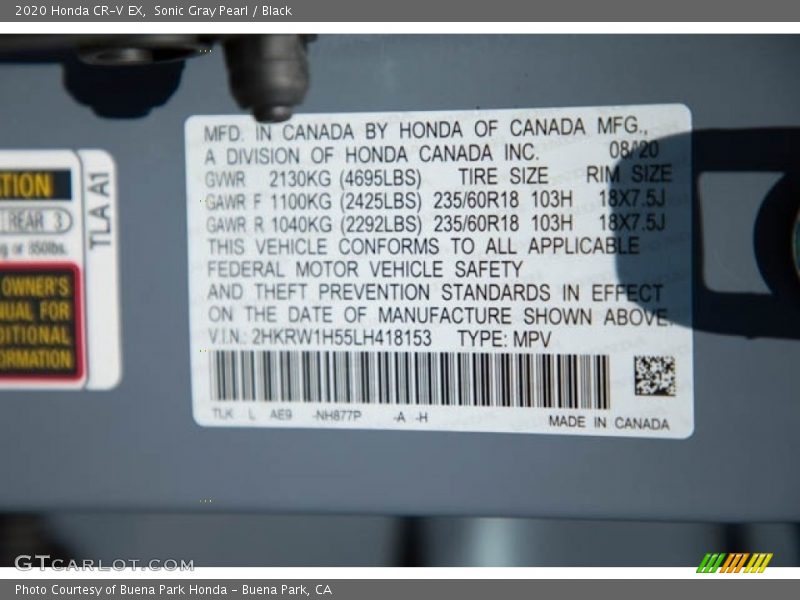 2020 Honda CR-V EX, Sonic Gray Pearl / Black
TION
REAR 3
or 850lbs.
OWNER'S
NUAL FOR
DITIONAL
ORMATION
TLA A1
MFD. IN CANADA BY HONDA OF CANADA MFG.,
A DIVISION OF HONDA CANADA INC. 08/20
GVWR 2130KG (4695LBS) TIRE SIZE RIM SIZE
GAWR F 1100KG (2425LBS) 235/60R18 103H 18X7.5J
GAWR R 1040KG (2292LBS) 235/60R18 103H 18X7.5J
THIS VEHICLE CONFORMS TO ALL APPLICABLE
FEDERAL MOTOR VEHICLE SAFETY
AND THEFT PREVENTION STANDARDS IN EFFECT
ON THE DATE OF MANUFACTURE SHOWN ABOVE.
V.I.N.: 2HKRW1H55LH418153 TYPE: MPV
TLK L AE9 -NH877P -A -H
MADE IN CANADA
GTCARLOT.COM
Photo Courtesy of Buena Park Honda - Buena Park, CA